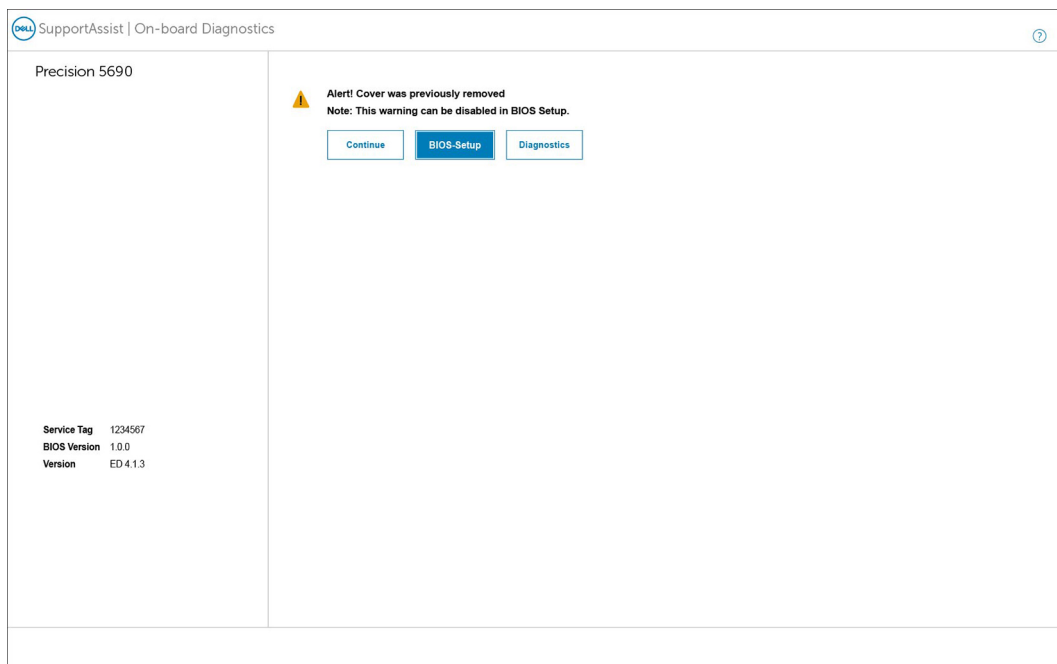 DELL SupportAssist | On-board Diagnostics
?
Precision 5690
Alert! Cover was previously removed
Note: This warning can be disabled in BIOS Setup.
Continue BIOS-Setup Diagnostics
Service Tag 1234567
BIOS Version 1.0.0
Version ED 4.1.3